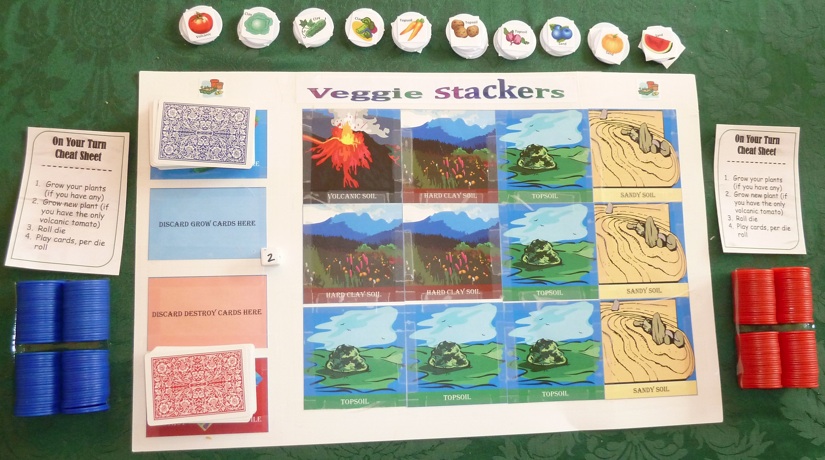 Veggie Stackers
On Your Turn
Cheat Sheet
1. Grow your plants
(if you have any)
2. Grow new plant (if
you have the only
volcanic tomato)
3. Roll die
4. Play cards, per die
roll
DISCARD GROW CARDS HERE
2
DISCARD DESTROY CARDS HERE
VOLCANIC SOIL
HARD CLAY SOIL
TOPSOIL
SANDY SOIL
HARD CLAY SOIL
HARD CLAY SOIL
TOPSOIL
SANDY SOIL
TOPSOIL
TOPSOIL
TOPSOIL
SANDY SOIL
On Your Turn
Cheat Sheet
1. Grow your plants
(if you have any)
2. Grow new plant (if
you have the only
volcanic tomato)
3. Roll die
4. Play cards, per die
roll